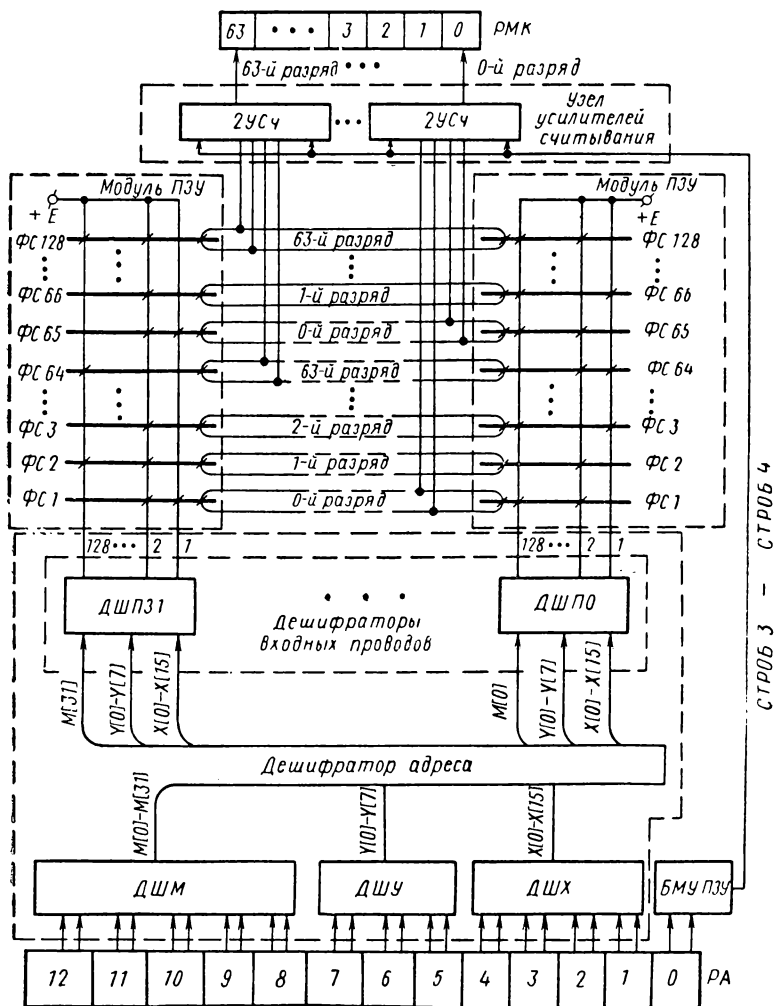 63 • • • 3 2 1 0 РМК
63-й разряд • • • 0-й разряд
2УСч • • • 2УСч
Узел
усилителей
считывания
Модуль ПЗУ
Модуль ПЗУ
+ E
+ E
ФС 128 63-й разряд ФС 128
ФС 66 1-й разряд ФС 66
ФС 65 0-й разряд ФС 65
ФС 64 63-й разряд ФС 64
ФС 3 2-й разряд ФС 3
ФС 2 1-й разряд ФС 2
ФС 1 0-й разряд ФС 1
128 • • • 2 1
128 • • • 2 1
ДШП31 • • • ДШП0
Дешифраторы
входных проводов
M[31]
Y[0]-Y[7]
X[0]-X[15]
M[0]
Y[0]-Y[7]
X[0]-X[15]
Дешифратор адреса
M[0]-M[31]
Y[0]-Y[7]
X[0]-X[15]
ДШМ ДШУ ДШХ БМУ ПЗУ
12 11 10 9 8 7 6 5 4 3 2 1 0 РА
СТРОБ 3 – СТРОБ 4